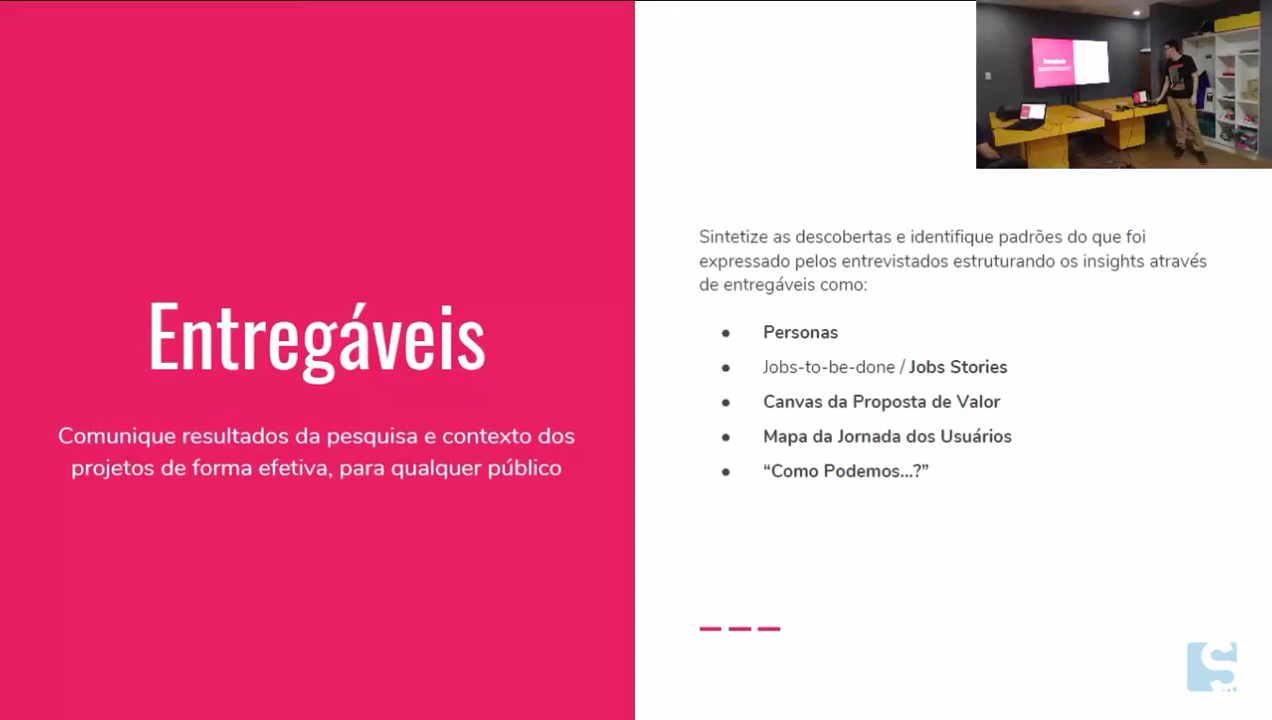 Entregáveis
Comunique resultados da pesquisa e contexto dos
projetos de forma efetiva, para qualquer público
Sintetize as descobertas e identifique padrões do que foi
expressado pelos entrevistados estruturando os insights através
de entregáveis como:
● Personas
● Jobs-to-be-done / Jobs Stories
● Canvas da Proposta de Valor
● Mapa da Jornada dos Usuários
● “Como Podemos...?”
Entregáveis
S